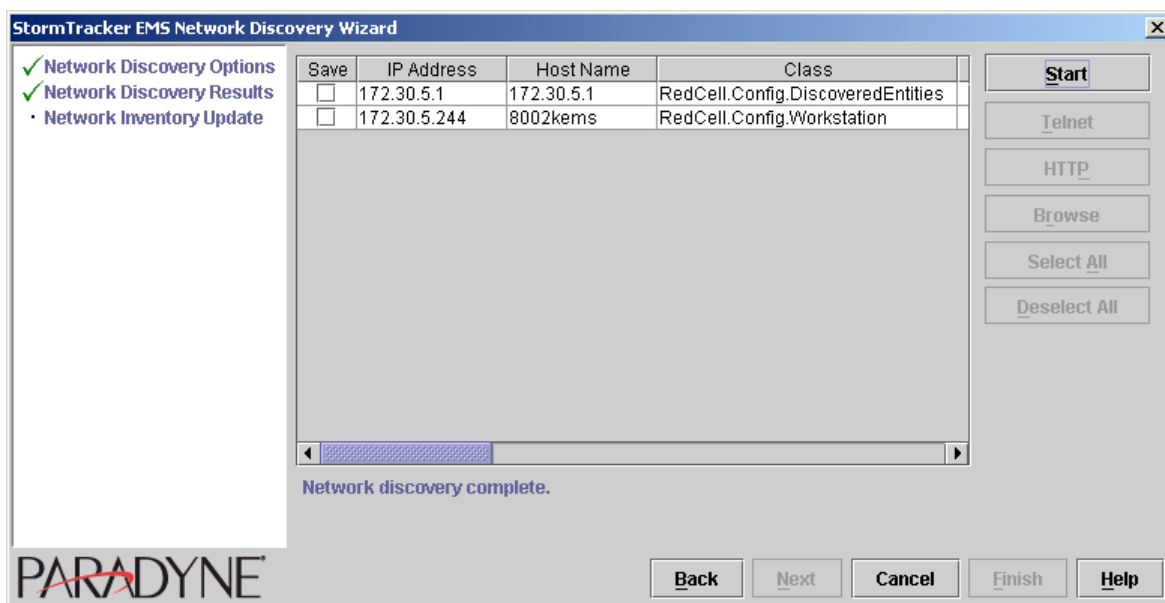 StormTracker EMS Network Discovery Wizard
Network Discovery Options
Network Discovery Results
Network Inventory Update
Save IP Address Host Name Class
172.30.5.1 172.30.5.1 RedCell.Config.DiscoveredEntities
172.30.5.244 8002kems RedCell.Config.Workstation
Start
Telnet
HTTP
Browse
Select All
Deselect All
Network discovery complete.
PARADYNE®
Back Next Cancel Finish Help